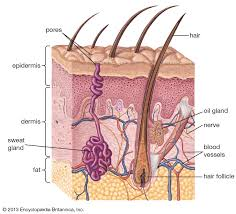 pores
hair
epidermis
dermis
oil gland
nerve
sweat
gland
blood
vessels
fat
hair follicle
© 2013 Encyclopædia Britannica, Inc.